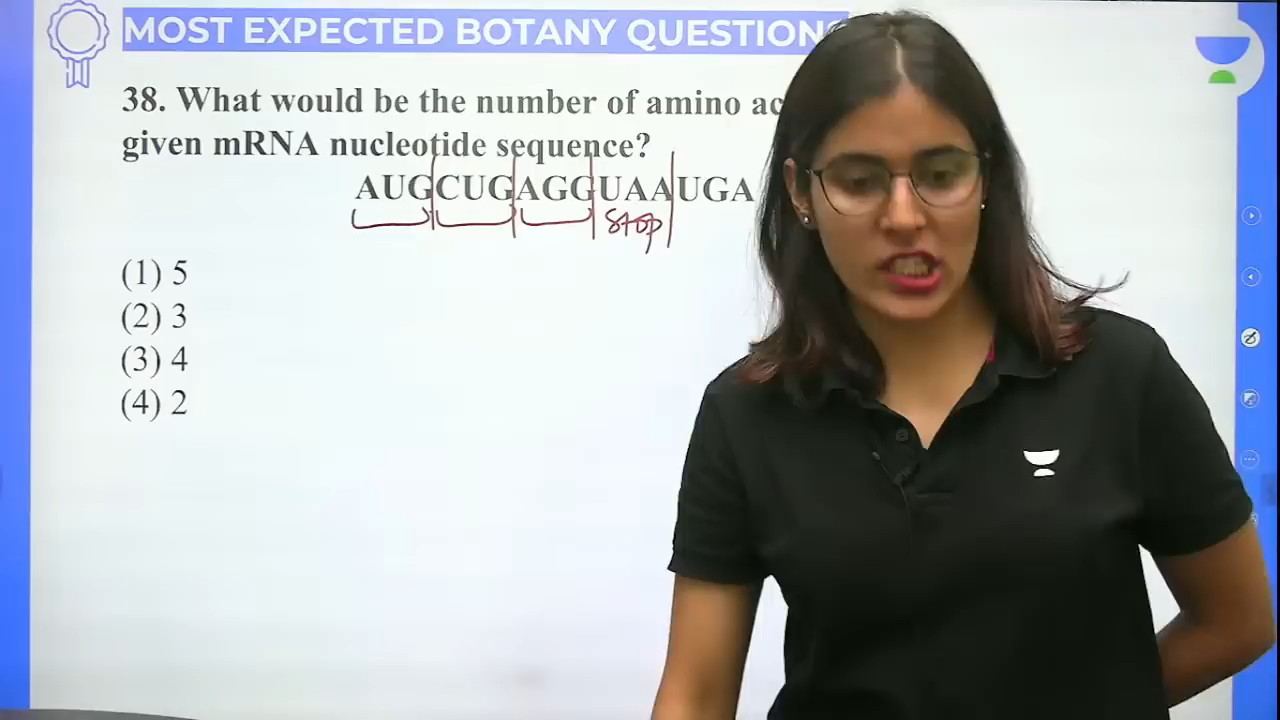 MOST EXPECTED BOTANY QUESTION
38. What would be the number of amino
given mRNA nucleotide sequence?
AUGCUGAGGUAAUGA
Stop
(1) 5
(2) 3
(3) 4
(4) 2